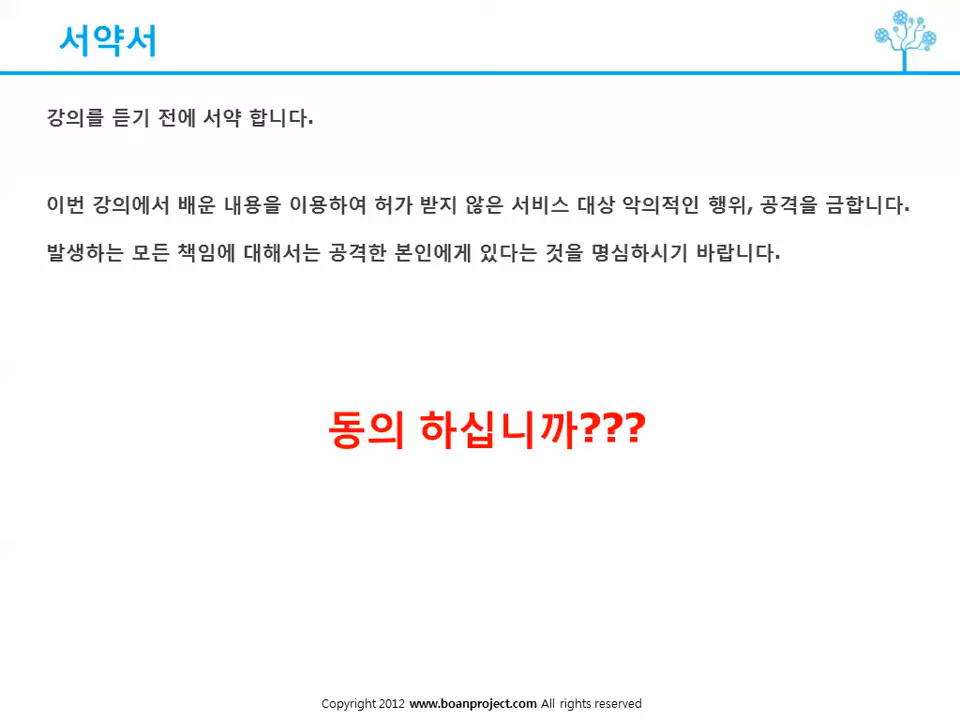 서약서
강의를 듣기 전에 서약 합니다.
이번 강의에서 배운 내용을 이용하여 허가 받지 않은 서비스 대상 악의적인 행위, 공격을 금합니다.
발생하는 모든 책임에 대해서는 공격한 본인에게 있다는 것을 명심하시기 바랍니다.
동의 하십니까???
Copyright 2012 www.boanproject.com All rights reserved